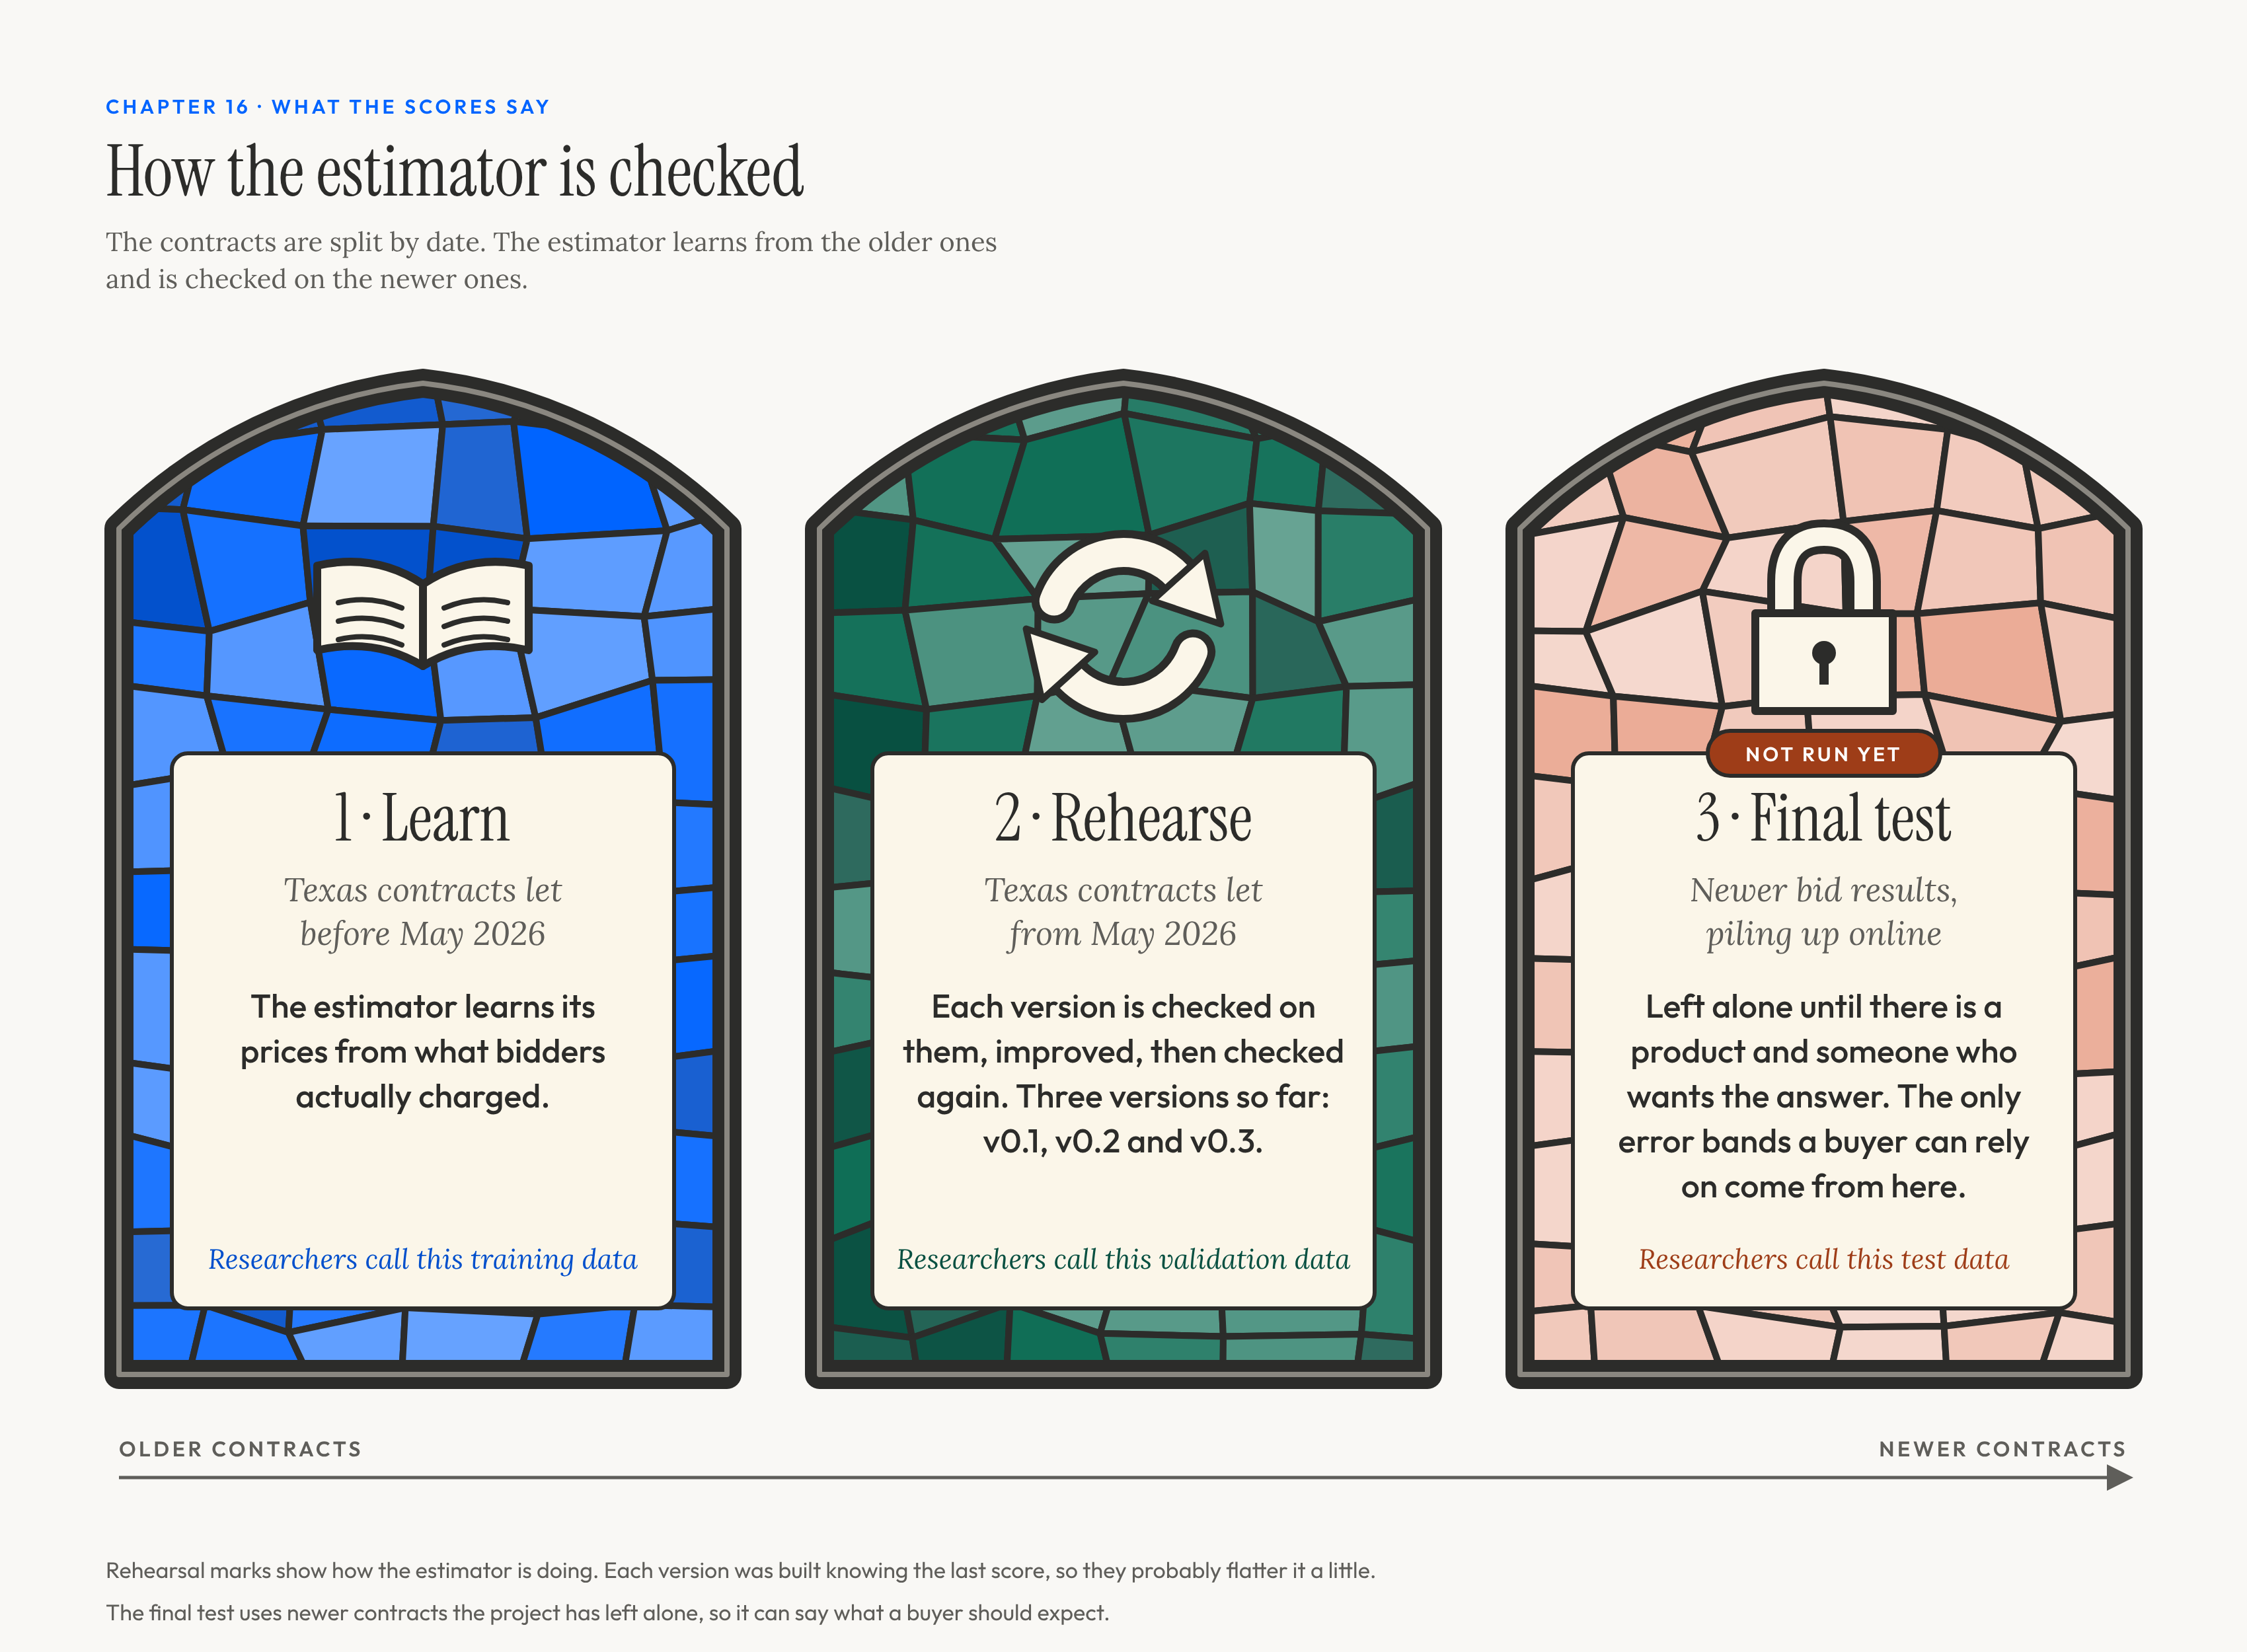 CHAPTER 16 · WHAT THE SCORES SAY
How the estimator is checked
The contracts are split by date. The estimator learns from the older ones
and is checked on the newer ones.
1 · Learn
Texas contracts let
before May 2026
The estimator learns its
prices from what bidders
actually charged.
Researchers call this training data
2 · Rehearse
Texas contracts let
from May 2026
Each version is checked on
them, improved, then checked
again. Three versions so far:
v0.1, v0.2 and v0.3.
Researchers call this validation data
NOT RUN YET
3 · Final test
Newer bid results,
piling up online
Left alone until there is a
product and someone who
wants the answer. The only
error bands a buyer can rely
on come from here.
Researchers call this test data
OLDER CONTRACTS
NEWER CONTRACTS
Rehearsal marks show how the estimator is doing. Each version was built knowing the last score, so they probably flatter it a little.
The final test uses newer contracts the project has left alone, so it can say what a buyer should expect.